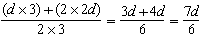 (d × 3) + (2 × 2d) / 2 × 3 = 3d + 4d / 6 = 7d / 6